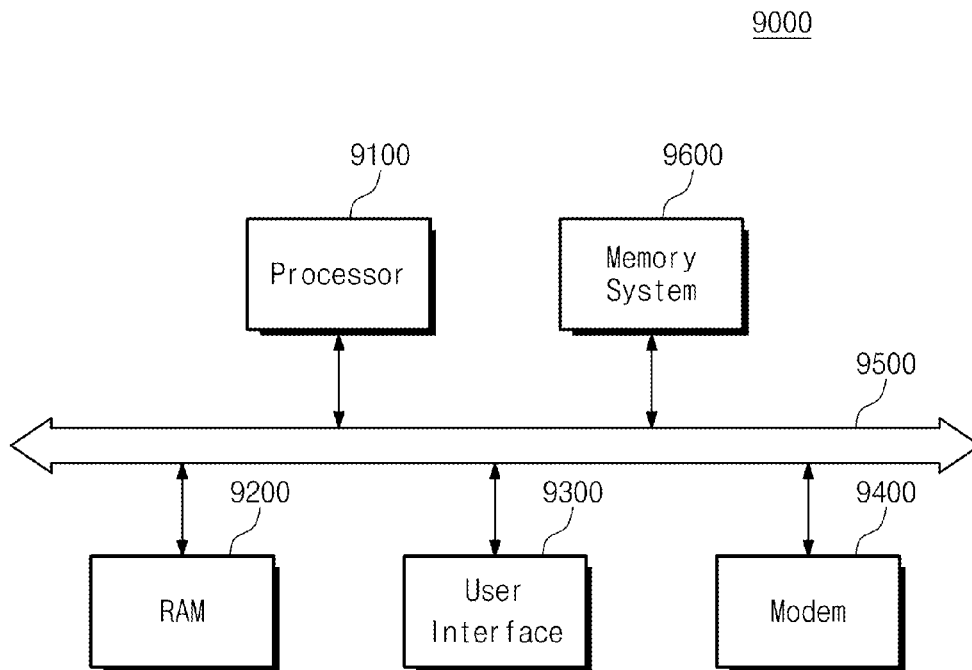 9000
9100
9600
Processor
Memory
System
9500
9200
9300
9400
RAM
User
Interface
Modem